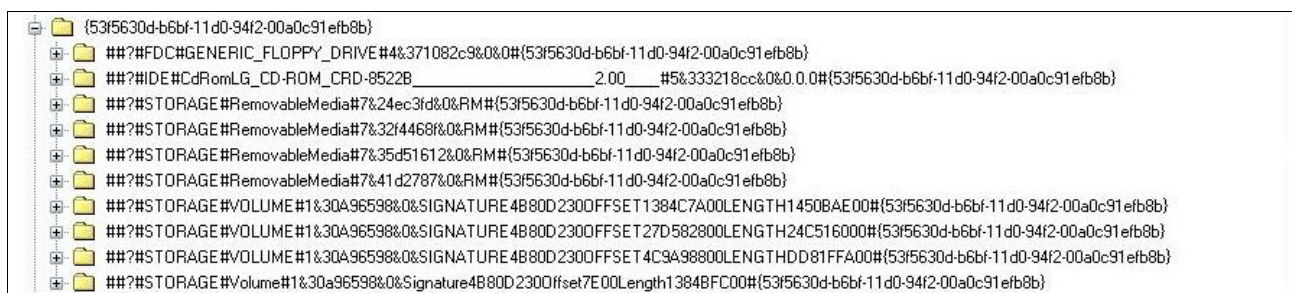 {53f5630d-b6bf-11d0-94f2-00a0c91efb8b}
##?#FDC#GENERIC_FLOPPY_DRIVE#4&371082c9&0&0#{53f5630d-b6bf-11d0-94f2-00a0c91efb8b}
##?#IDE#CdRomLG_CD-ROM_CRD-8522B_____________________2.00____#5&333218cc&0&0.0.0#{53f5630d-b6bf-11d0-94f2-00a0c91efb8b}
##?#STORAGE#RemovableMedia#7&24ec3fd&0&RM#{53f5630d-b6bf-11d0-94f2-00a0c91efb8b}
##?#STORAGE#RemovableMedia#7&32f4468f&0&RM#{53f5630d-b6bf-11d0-94f2-00a0c91efb8b}
##?#STORAGE#RemovableMedia#7&35d51612&0&RM#{53f5630d-b6bf-11d0-94f2-00a0c91efb8b}
##?#STORAGE#RemovableMedia#7&41d2787&0&RM#{53f5630d-b6bf-11d0-94f2-00a0c91efb8b}
##?#STORAGE#VOLUME#1&30A96598&0&SIGNATURE4B80D230OFFSET1384C7A00LENGTH1450BAE00#{53f5630d-b6bf-11d0-94f2-00a0c91efb8b}
##?#STORAGE#VOLUME#1&30A96598&0&SIGNATURE4B80D230OFFSET27D582800LENGTH24C516000#{53f5630d-b6bf-11d0-94f2-00a0c91efb8b}
##?#STORAGE#VOLUME#1&30A96598&0&SIGNATURE4B80D230OFFSET4C9A98800LENGTHDD81FFA00#{53f5630d-b6bf-11d0-94f2-00a0c91efb8b}
##?#STORAGE#Volume#1&30a96598&0&Signature4B80D230Offset7E00Length1384BFC00#{53f5630d-b6bf-11d0-94f2-00a0c91efb8b}